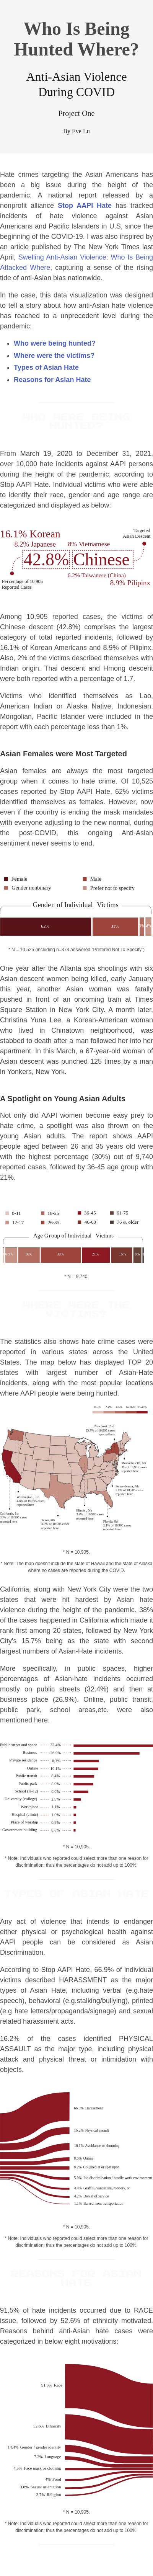 Who Is Being
Hunted Where?
Anti-Asian Violence
During COVID
Project One
By Eve Lu
Hate crimes targeting the Asian Americans has
been a big issue during the height of the
pandemic. A national report released by a
nonprofit alliance Stop AAPI Hate has tracked
incidents of hate violence against Asian
Americans and people of Asian descent, since the
beginning of the COVID-19. I was also inspired by
an article published by The New York Times last
April, Swelling Anti-Asian Violence: Who Is Being
Attacked Where, capturing a sense of the rising
tide of anti-Asian bias nationwide.
In the case, this data visualization was designed
to tell a story about how anti-asian hate violence
has reached to a concerned level during the
pandemic:
Who were being hunted?
Where were the victims?
Types of Asian Hate
Reasons for Asian Hate
From March 19, 2020 to December 31, 2021,
over 10,000 hate incidents against AAPI persons
during the height of the pandemic, according to
Stop AAPI Hate. Individual victims who were able
to identify their race, gender and age range are
categorized and displayed as below:
16.1% Korean
8.2% Japanese
8% Vietnamese
Targeted
Asian Descent
42.8% Chinese
6.2% Taiwanese (China)
Percentage of 10,905
Reported Cases
8.9% Pilipinx
Among 10,905 reported cases, the victims of
Chinese descent (42.8%) comprises the largest
category of total cases of individuals, following
by 16.1% of Korean Americans and 8.9% of Pilipinx.
Also, 2% of total reported incidents are victims of
Indian origin. Thai descent and Hmong descent
were both reported with a percentage of 1.7.
Victims who identified themselves as Lao,
American Indian or Alaska Native, Indonesian,
Mongolian, Pacific Islander were included in the
report with each percentage less than 1%.
Asian Females were Most Targeted
Asian females are always the most targeted
group when it comes to hate crime. Of 10,525
cases reported by Stop AAPI Hate, 62% were
identified themselves as females. However, now
even if the country is ending the mask mandates
with everyone adjusting to the new normal, during
the post-COVID, this ongoing Anti-Asian
sentiment never seems to end.
Female
Male
Gender nonbinary
Prefer not to specify
Gender of Individual Victims
62%
31%
* N = 10,525 (including n=373 answered "Preferred Not To Specify")
One year after the Atlanta spa shootings with six
Asian descent women being killed, early January
this year, another Asian woman was fatally
pushed in front of an oncoming train at Times
Square Station in New York City. A month later,
Christina Yuna Lee, a Korean-American woman
who lived in Chinatown neighborhood, was
stabbed to death after a man followed her into her
apartment. In this March, a 67-year-old woman of
Asian descent was punched 125 times by a man
in Yonkers, New York.
A Spotlight on Young Asian Adults
Not only did AAPI women become easy prey to
hate crime, a spotlight was also thrown on the
young Asian adults. The report shows AAPI
people aged between 26 and 35 years old were
with the highest percentage (30%) out of 9,740
reported cases, followed by 36-45 age group with
21%.
0-11
18-25
36-45
61-75
12-17
26-35
46-60
76 & older
Age Group of Individual Victims
30%
21%
* N = 9,740.
The statistics also shows hate crime cases were
reported in various states across the United
States. The map below has displayed TOP 20
states with largest number of Asian-Hate
incidents, along with the most popular locations
where AAPI people were being hunted.
* N = 10,905
* Note: The map doesn't include the state of Hawaii and the state of Alaska
where no cases are reported during the COVID.
California, along with New York City were the two
states that were hit hardest by Asian hate
violence during the height of pandemic. 38% of
the cases happened in California which made it
rank first among 20 states, following New York
City's 15.7% being as the state with second
largest numbers of Asian-Hate incidents.
More specifically, in public spaces, higher
percentages of Asian-hate incidents occurred
mostly on public streets (32.4%) and then at
business place (26.9%). Online, public transit,
public park, school areas,etc. were also
mentioned here.
Public street and space 32.4%
Business 26.9%
Private residence 10.3%
Online 10.1%
Public transit 8.4%
Public park 8.0%
School (K-12)
University (college) 2.9%
Workplace
Hospital (clinic)
Place of worship
Government building
* N = 10,905.
* Note: Individuals who reported could select more than one reason for
discrimination; thus the percentages do not add up to 100%.
Any act of violence that intends to endanger
either physical or psychological health against
AAPI people can be considered as Asian
Discrimination.
According to Stop AAPI Hate, 66.9% of individual
victims described HARASSMENT as the major
types of Asian Hate, including verbal (e.g.,hate
speech), behavioral (e.g.stalking/bullying), printed
(e.g hate letters/propaganda/signage) and sexual
related harassment acts.
16.2% of the cases identified PHYSICAL
ASSAULT as the major type, including physical
attack and physical threat or intimidation with
objects.
66.9% Harassment
16.2% Physical assault
16.1% Avoidance or shunning
8.6% Online
8.2% Coughed at or spat upon
5.9% Job discrimination / hostile work environment
4.4% Graffiti, vandalism, robbery, or
4.2% Denial of service
1.1% Barred from transportation
* N = 10,905.
* Note: Individuals who reported could select more than one reason for
discrimination; thus the percentages do not add up to 100%.
91.5% of hate incidents occurred due to RACE
issue, followed by 52.6% of ethnicity motivated.
Reasons behind anti-Asian hate cases were
categorized in below eight motivations:
91.5% Race
52.6% Ethnicity
14.4% Gender / gender identity
7.2% Language
4.5% Face mask or clothing
4% Food
3.8% Sexual orientation
2.7% Religion
* N = 10,905
* Note: Individuals who reported could select more than one reason for
discrimination; thus the percentages do not add up to 100%.